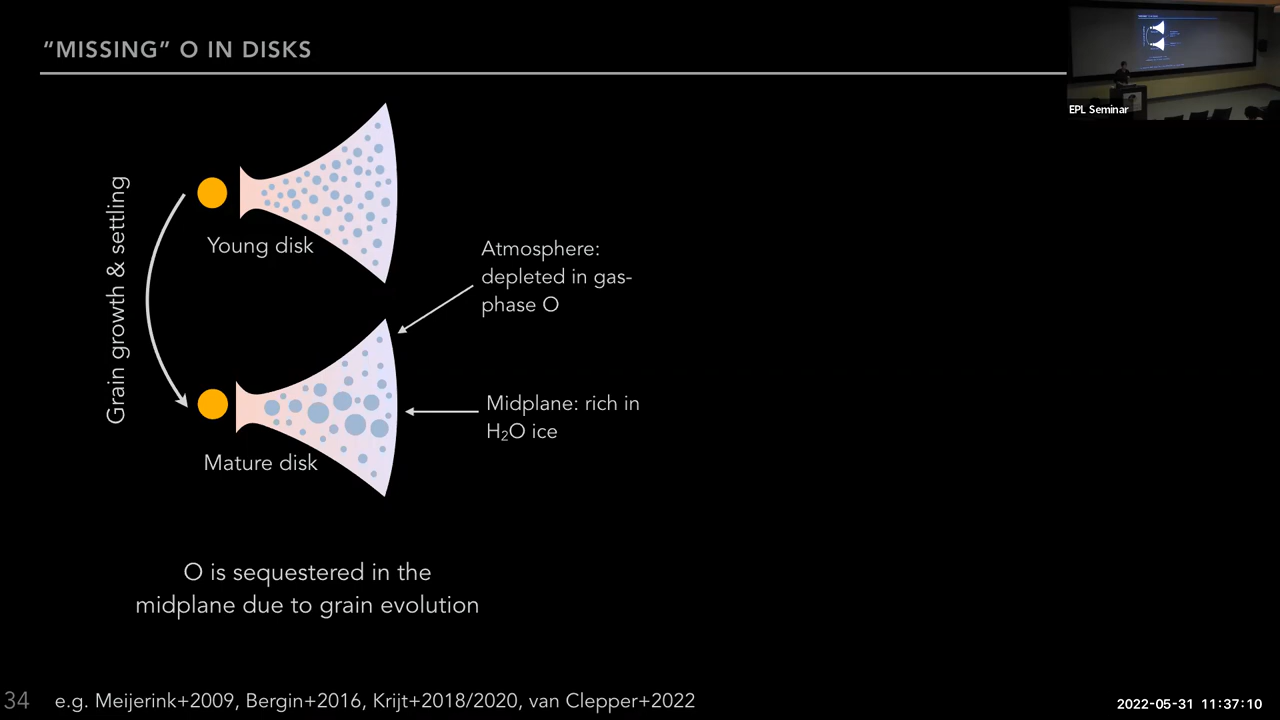 “MISSING” O IN DISKS
EPL Seminar
Grain growth & settling
Young disk
Atmosphere:
depleted in gas-
phase O
Midplane: rich in
H₂O ice
Mature disk
O is sequestered in the
midplane due to grain evolution
34
e.g. Meijerink+2009, Bergin+2016, Krijt+2018/2020, van Clepper+2022
2022-05-31 11:37:10